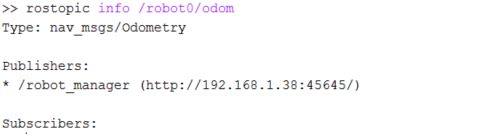 >> rostopic info /robot0/odom
Type: nav_msgs/Odometry
Publishers:
* /robot_manager (http://192.168.1.38:45645/)
Subscribers: